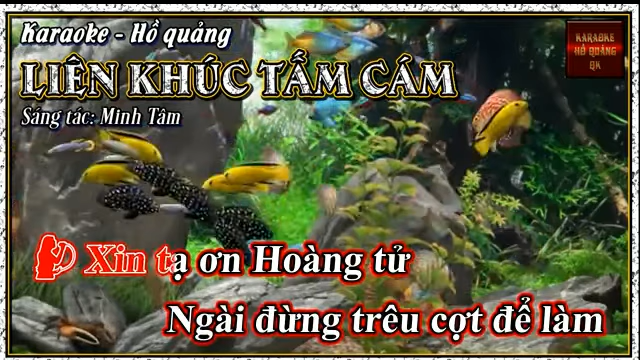 Karaoke - Hồ quảng
LIÊN KHÚC TẤM CÁM
Sáng tác: Minh Tâm
KARAOKE
HỒ QUẢNG
QK
Xin tạ ơn Hoàng tử
Ngài đừng trêu cợt để làm